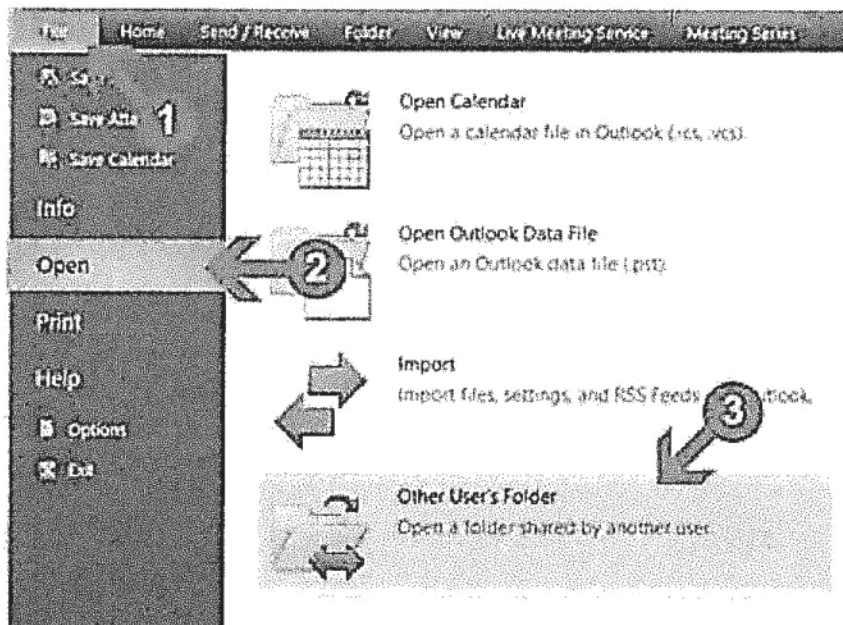 File Home Send / Receive Folder View Live Meeting Service Meeting Series
1
Save Atta
Save Calendar
Info
Open
Print
Help
Options
Exit
Open Calendar
Open a calendar file in Outlook (.ics, .vcs).
Open Outlook Data File
Open an Outlook data file (.pst).
2
Import
Import files, settings, and RSS Feeds
3
Other User's Folder
Open a folder shared by another user.